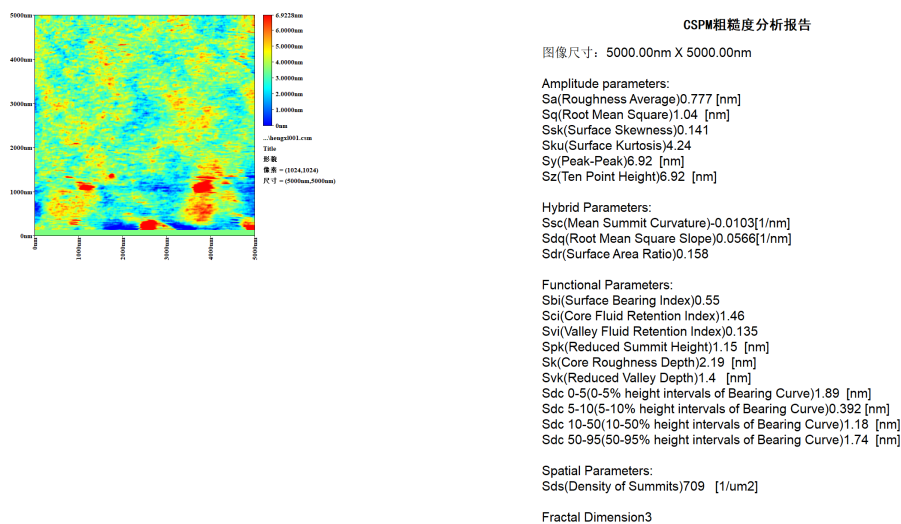 5000nm
4000nm
3000nm
2000nm
1000nm
0nm
0nm
1000nm
2000nm
3000nm
4000nm
5000nm
6.9228nm
6.0000nm
5.0000nm
4.0000nm
3.0000nm
2.0000nm
1.0000nm
0nm
...\hengxi001.csm
Title
形貌
像素 = (1024,1024)
尺寸 = (5000nm,5000nm)
CSPM粗糙度分析报告
图像尺寸：5000.00nm X 5000.00nm
Amplitude parameters:
Sa(Roughness Average)0.777 [nm]
Sq(Root Mean Square)1.04 [nm]
Ssk(Surface Skewness)0.141
Sku(Surface Kurtosis)4.24
Sy(Peak-Peak)6.92 [nm]
Sz(Ten Point Height)6.92 [nm]
Hybrid Parameters:
Ssc(Mean Summit Curvature)-0.0103[1/nm]
Sdq(Root Mean Square Slope)0.0566[1/nm]
Sdr(Surface Area Ratio)0.158
Functional Parameters:
Sbi(Surface Bearing Index)0.55
Sci(Core Fluid Retention Index)1.46
Svi(Valley Fluid Retention Index)0.135
Spk(Reduced Summit Height)1.15 [nm]
Sk(Core Roughness Depth)2.19 [nm]
Svk(Reduced Valley Depth)1.4 [nm]
Sdc 0-5(0-5% height intervals of Bearing Curve)1.89 [nm]
Sdc 5-10(5-10% height intervals of Bearing Curve)0.392 [nm]
Sdc 10-50(10-50% height intervals of Bearing Curve)1.18 [nm]
Sdc 50-95(50-95% height intervals of Bearing Curve)1.74 [nm]
Spatial Parameters:
Sds(Density of Summits)709 [1/um2]
Fractal Dimension3